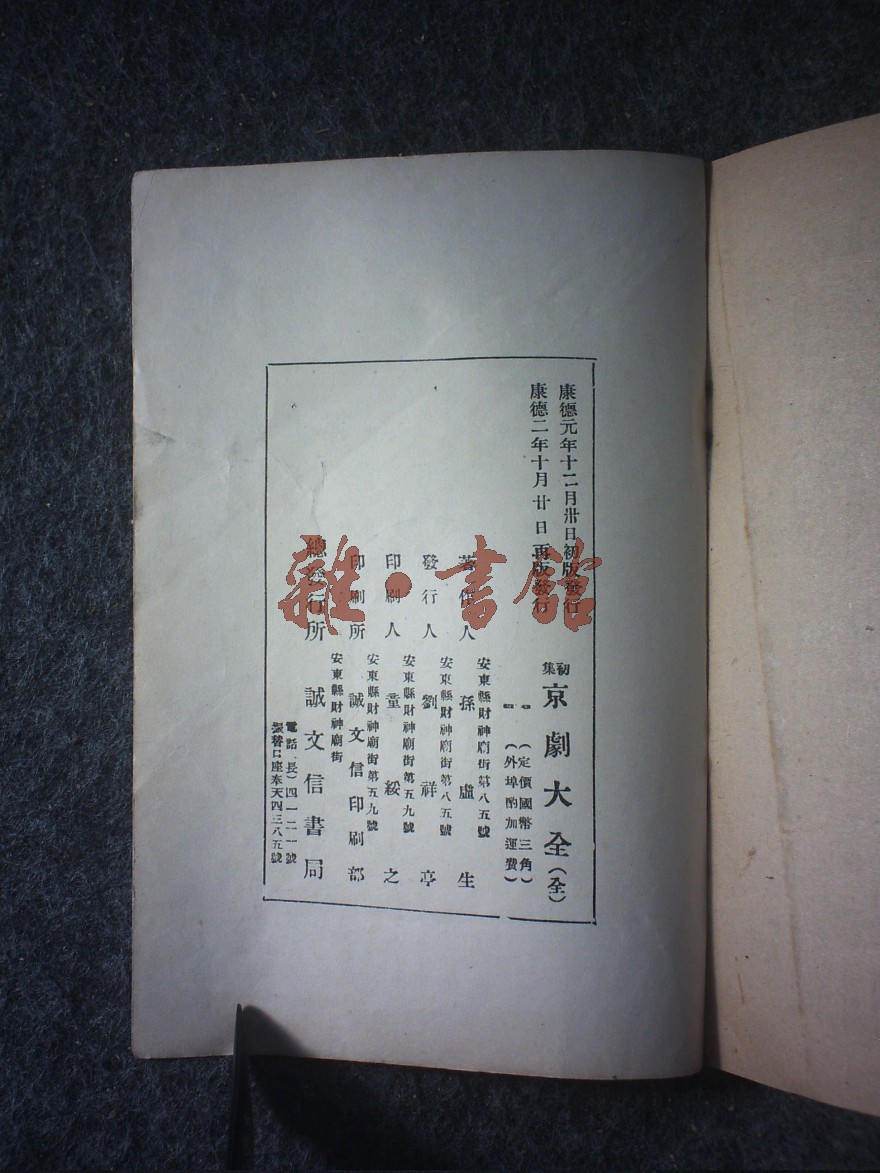 康德元年十二月卅日初版發行
康德二年十月廿日再版發行
初集
京劇大全(全)
(定價國幣三角)
(外埠酌加運費)
著作人
安東縣財神廟街第八五號
孫虛生
發行人
安東縣財神廟街第八五號
劉祥亭
印刷人
安東縣財神廟街第五九號
童綏之
印刷所
安東縣財神廟街第五九號
誠文信印刷部
總發行所
安東縣財神廟街
誠文信書局
電話(長)四一二一號
振替口座奉天四三八五號
雜·書館